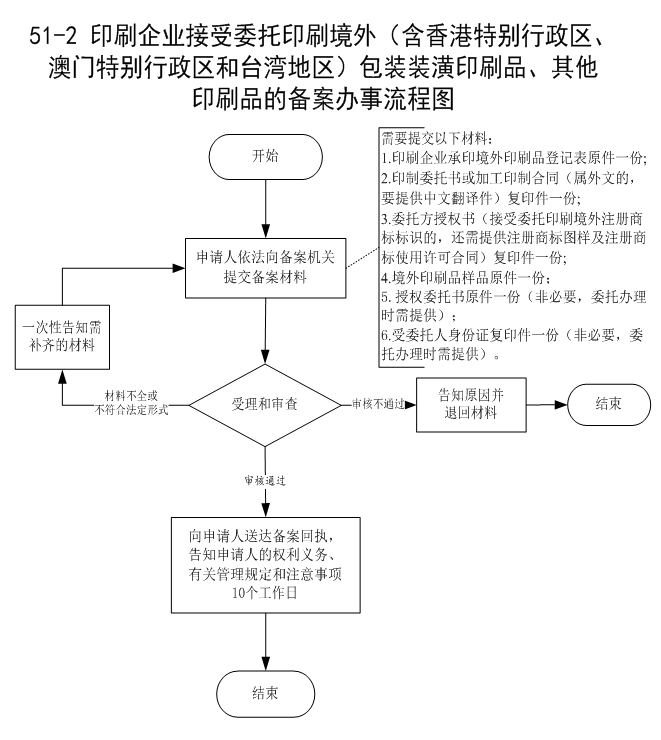 51-2 印刷企业接受委托印刷境外（含香港特别行政区、
澳门特别行政区和台湾地区）包装装潢印刷品、其他
印刷品的备案办事流程图
开始
需要提交以下材料：
1.印刷企业承印境外印刷品登记表原件一份;
2.印制委托书或加工印制合同（属外文的，
要提供中文翻译件）复印件一份;
3.委托方授权书（接受委托印刷境外注册商
标标识的，还需提供注册商标图样及注册商
标使用许可合同）复印件一份;
4.境外印刷品样品原件一份;
5. 授权委托书原件一份（非必要，委托办理
时需提供）;
6.受委托人身份证复印件一份（非必要，委
托办理时需提供）。
申请人依法向备案机关
提交备案材料
一次性告知需
补齐的材料
材料不全或
不符合法定形式
受理和审查
审核不通过
告知原因并
退回材料
结束
审核通过
向申请人送达备案回执，
告知申请人的权利义务、
有关管理规定和注意事项
10个工作日
结束